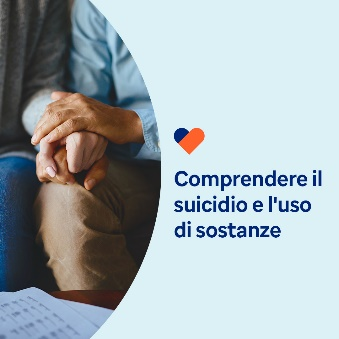 Comprendere il
suicidio e l'uso
di sostanze